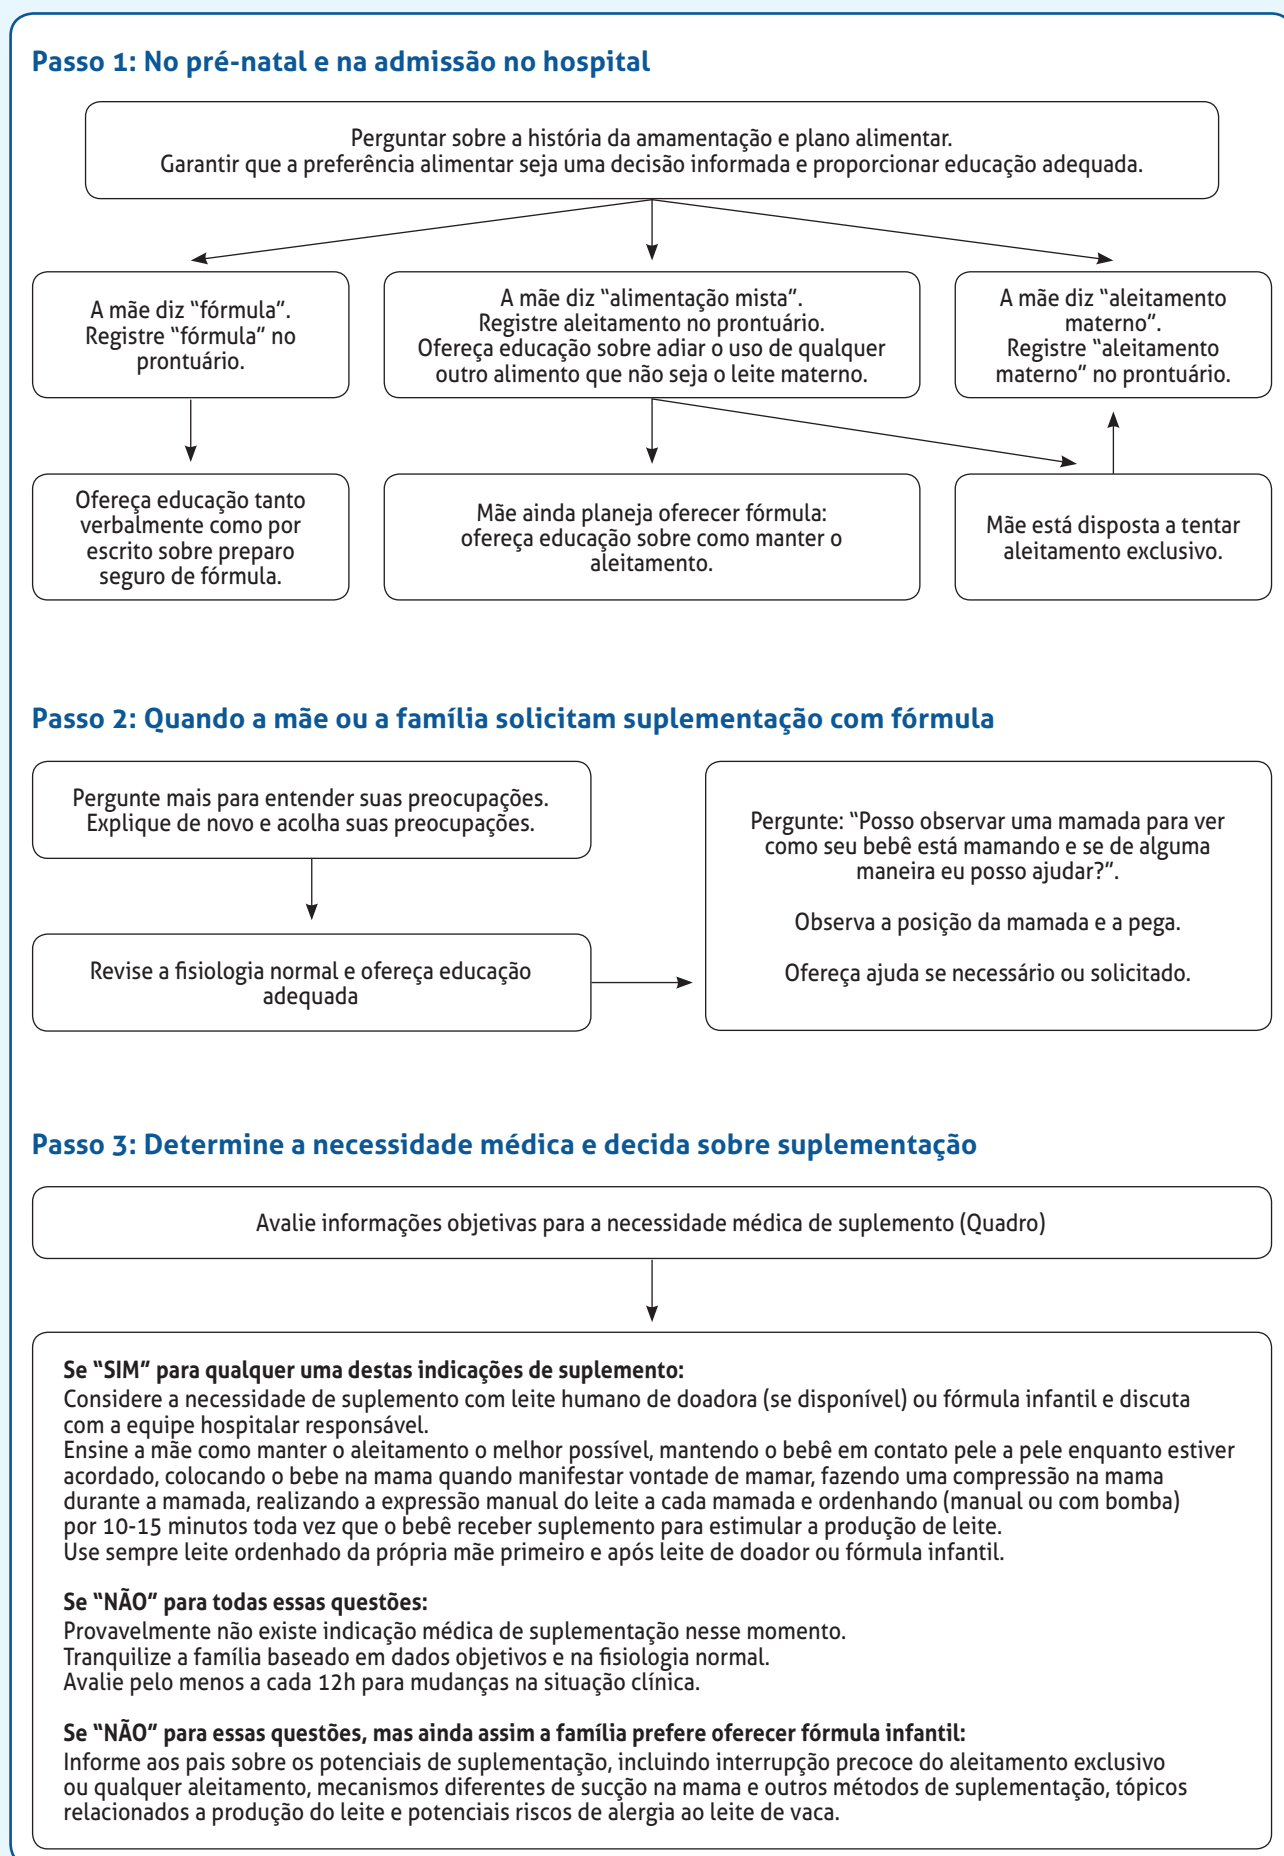 Passo 1: No pré-natal e na admissão no hospital
Perguntar sobre a história da amamentação e plano alimentar.
Garantir que a preferência alimentar seja uma decisão informada e proporcionar educação adequada.
A mãe diz “fórmula”.
Registre “fórmula” no
prontuário.
A mãe diz “alimentação mista”.
Registre aleitamento no prontuário.
Ofereça educação sobre adiar o uso de qualquer
outro alimento que não seja o leite materno.
A mãe diz “aleitamento
materno”.
Registre “aleitamento
materno” no prontuário.
Ofereça educação tanto
verbalmente como por
escrito sobre preparo
seguro de fórmula.
Mãe ainda planeja oferecer fórmula:
ofereça educação sobre como manter o
aleitamento.
Mãe está disposta a tentar
aleitamento exclusivo.
Passo 2: Quando a mãe ou a família solicitam suplementação com fórmula
Pergunte mais para entender suas preocupações.
Explique de novo e acolha suas preocupações.
Revise a fisiologia normal e ofereça educação
adequada
Pergunte: “Posso observar uma mamada para ver
como seu bebê está mamando e se de alguma
maneira eu posso ajudar?”.
Observa a posição da mamada e a pega.
Ofereça ajuda se necessário ou solicitado.
Passo 3: Determine a necessidade médica e decida sobre suplementação
Avalie informações objetivas para a necessidade médica de suplemento (Quadro)
Se “SIM” para qualquer uma destas indicações de suplemento:
Considere a necessidade de suplemento com leite humano de doadora (se disponível) ou fórmula infantil e discuta
com a equipe hospitalar responsável.
Ensine a mãe como manter o aleitamento o melhor possível, mantendo o bebê em contato pele a pele enquanto estiver
acordado, colocando o bebe na mama quando manifestar vontade de mamar, fazendo uma compressão na mama
durante a mamada, realizando a expressão manual do leite a cada mamada e ordenhando (manual ou com bomba)
por 10-15 minutos toda vez que o bebê receber suplemento para estimular a produção de leite.
Use sempre leite ordenhado da própria mãe primeiro e após leite de doador ou fórmula infantil.
Se “NÃO” para todas essas questões:
Provavelmente não existe indicação médica de suplementação nesse momento.
Tranquilize a família baseado em dados objetivos e na fisiologia normal.
Avalie pelo menos a cada 12h para mudanças na situação clínica.
Se “NÃO” para essas questões, mas ainda assim a família prefere oferecer fórmula infantil:
Informe aos pais sobre os potenciais de suplementação, incluindo interrupção precoce do aleitamento exclusivo
ou qualquer aleitamento, mecanismos diferentes de sucção na mama e outros métodos de suplementação, tópicos
relacionados a produção do leite e potenciais riscos de alergia ao leite de vaca.